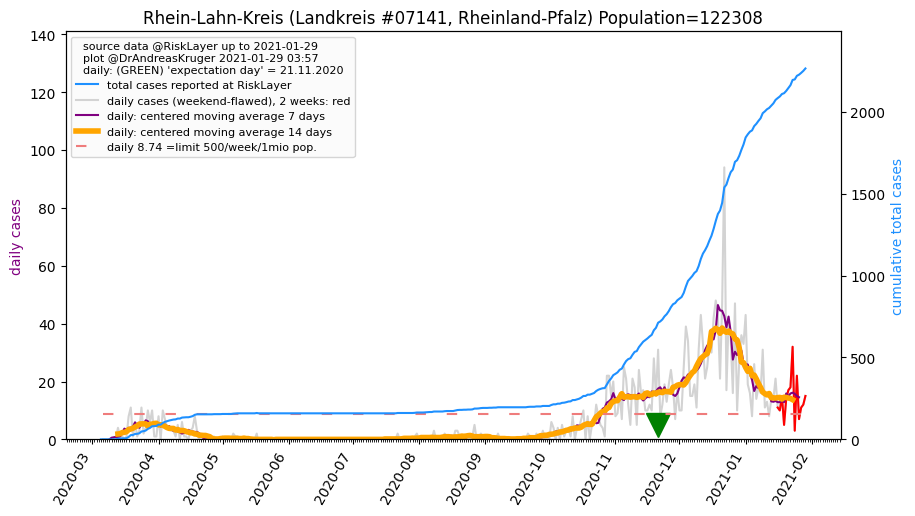 Rhein-Lahn-Kreis (Landkreis #07141, Rheinland-Pfalz) Population=122308
source data @RiskLayer up to 2021-01-29
plot @DrAndreasKruger 2021-01-29 03:57
daily: (GREEN) 'expectation day' = 21.11.2020
total cases reported at RiskLayer
daily cases (weekend-flawed), 2 weeks: red
daily: centered moving average 7 days
daily: centered moving average 14 days
daily 8.74 =limit 500/week/1mio pop.
daily cases
140
120
100
80
60
40
20
0
cumulative total cases
2000
1500
1000
500
0
2020-03
2020-04
2020-05
2020-06
2020-07
2020-08
2020-09
2020-10
2020-11
2020-12
2021-01
2021-02